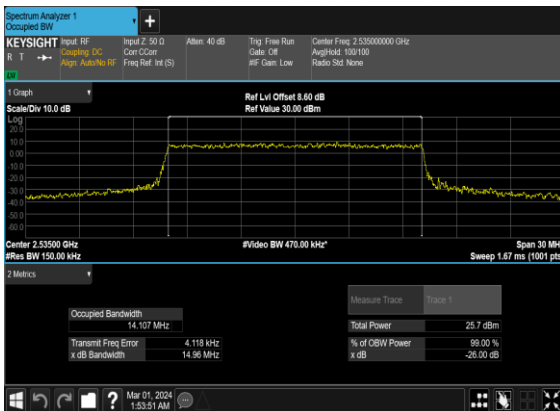 Spectrum Analyzer 1
Occupied BW
+
KEYSIGHT
R T
LV
Input: RF
Coupling: DC
Align: Auto/No RF
Input Z: 50 Ω
Corr CCorr
Freq Ref: Int (S)
Atten: 40 dB
Trig: Free Run
Gate: Off
#IF Gain: Low
Center Freq: 2.535000000 GHz
Avg|Hold: 100/100
Radio Std: None
1 Graph
Scale/Div 10.0 dB
Ref Lvl Offset 8.60 dB
Ref Value 30.00 dBm
Log
20.0
10.0
0.00
-10.0
-20.0
-30.0
-40.0
-50.0
-60.0
Center 2.53500 GHz
#Res BW 150.00 kHz
#Video BW 470.00 kHz*
Span 30 MH
Sweep 1.67 ms (1001 pts
2 Metrics
Measure Trace
Trace 1
Occupied Bandwidth
14.107 MHz
Total Power
25.7 dBm
Transmit Freq Error
4.118 kHz
% of OBW Power
99.00 %
x dB Bandwidth
14.96 MHz
x dB
-26.00 dB
?
Mar 01, 2024
1:53:51 AM